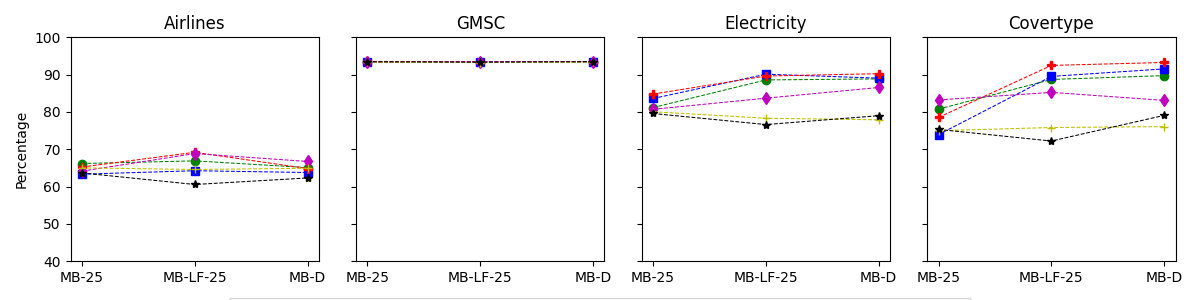 Airlines GMSC Electricity Covertype
100
90
80
70
60
50
40
Percentage
MB-25 MB-LF-25 MB-D MB-25 MB-LF-25 MB-D MB-25 MB-LF-25 MB-D MB-25 MB-LF-25 MB-D